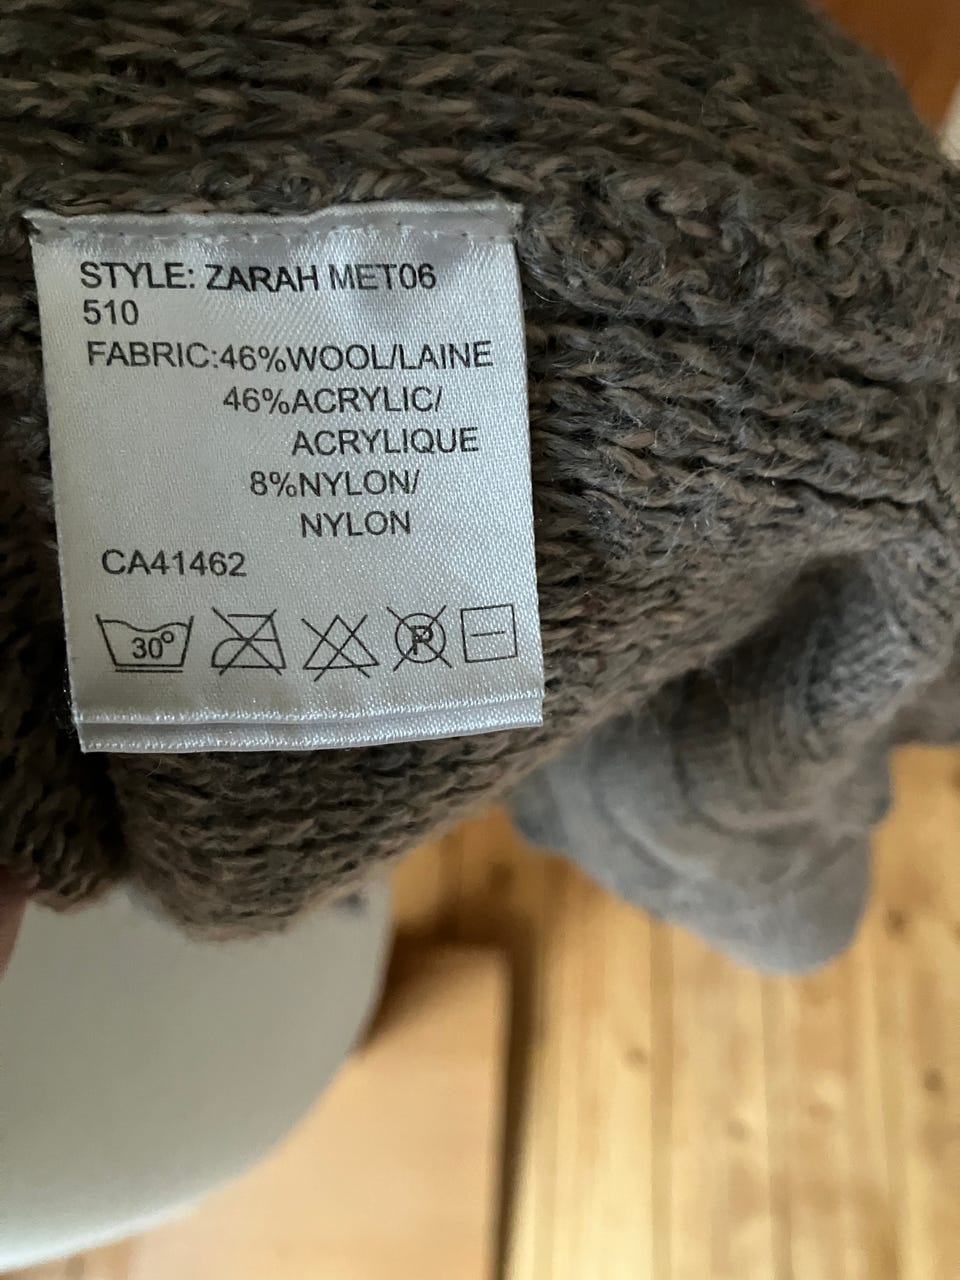 STYLE: ZARAH MET06
510
FABRIC:46%WOOL/LAINE
46%ACRYLIC/
ACRYLIQUE
8%NYLON/
NYLON
CA41462
30° P